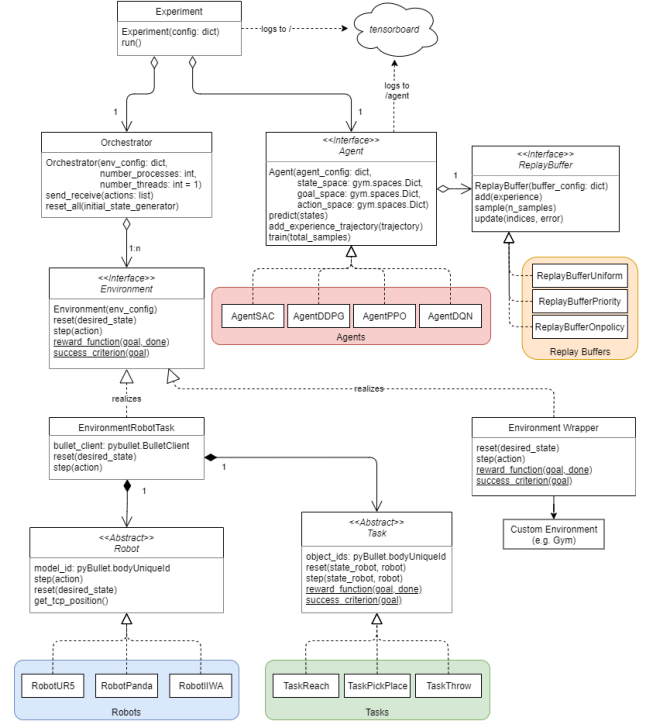 Experiment
Experiment(config: dict)
run()
logs to /
tensorboard
logs to
/agent
1
1
Orchestrator
Orchestrator(env_config: dict,
number_processes: int,
number_threads: int = 1)
send_receive(actions: list)
reset_all(initial_state_generator)
<<Interface>>
Agent
Agent(agent_config: dict,
state_space: gym.spaces.Dict,
goal_space: gym.spaces.Dict,
action_space: gym.spaces.Dict)
predict(states)
add_experience_trajectory(trajectory)
train(total_samples)
1
<<Interface>>
ReplayBuffer
ReplayBuffer(buffer_config: dict)
add(experience)
sample(n_samples)
update(indices, error)
1:n
<<Interface>>
Environment
Environment(env_config)
reset(desired_state)
step(action)
reward_function(goal, done)
success_criterion(goal)
AgentSAC
AgentDDPG
AgentPPO
AgentDQN
Agents
ReplayBufferUniform
ReplayBufferPriority
ReplayBufferOnpolicy
Replay Buffers
realizes
realizes
EnvironmentRobotTask
bullet_client: pybullet.BulletClient
reset(desired_state)
step(action)
1
1
Environment Wrapper
reset(desired_state)
step(action)
reward_function(goal, done)
success_criterion(goal)
Custom Environment
(e.g. Gym)
<<Abstract>>
Robot
model_id: pyBullet.bodyUniqueId
step(action)
reset(desired_state)
get_tcp_position()
<<Abstract>>
Task
object_ids: pyBullet.bodyUniqueId
reset(state_robot, robot)
step(state_robot, robot)
reward_function(goal, done)
success_criterion(goal)
RobotUR5
RobotPanda
RobotIIWA
Robots
TaskReach
TaskPickPlace
TaskThrow
Tasks